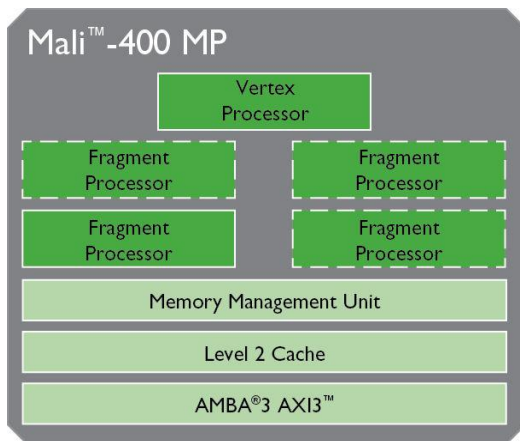 Mali™-400 MP
Vertex
Processor
Fragment
Processor
Fragment
Processor
Fragment
Processor
Fragment
Processor
Memory Management Unit
Level 2 Cache
AMBA®3 AXI3™